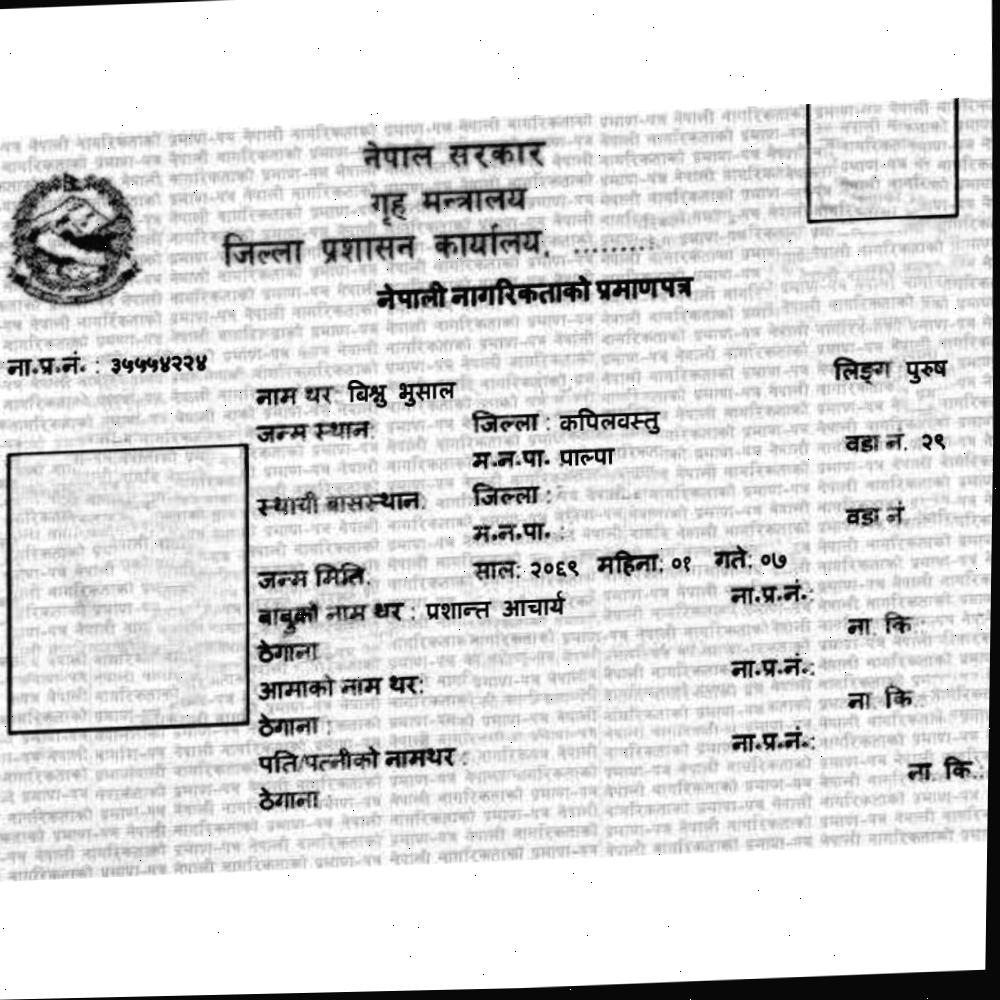 नेपाल सरकार
गृह मन्त्रालय
जिल्ला प्रशासन कार्यालय, .........
नेपाली नागरिकताको प्रमाणपत्र
ना.प्र.नं. : ३५५५४२२४
लिङ्ग पुरुष
नाम थर बिश्नु भुसाल
जन्म स्थान: जिल्ला : कपिलवस्तु वडा नं. २९
म.न.पा. प्राल्पा
स्थायी बासस्थान: जिल्ला :
म.न.पा. : वडा नं
जन्म मिति: साल: २०६९ महिना: ०१ गते: ०७
बाबुको नाम थर : प्रशान्त आचार्य ना.प्र.नं.:
ठेगाना ना. कि.:
आमाको नाम थर: ना.प्र.नं.:
ठेगाना : ना. कि.
पति/पत्नीको नामथर : ना.प्र.नं.:
ठेगाना : ना. कि.: